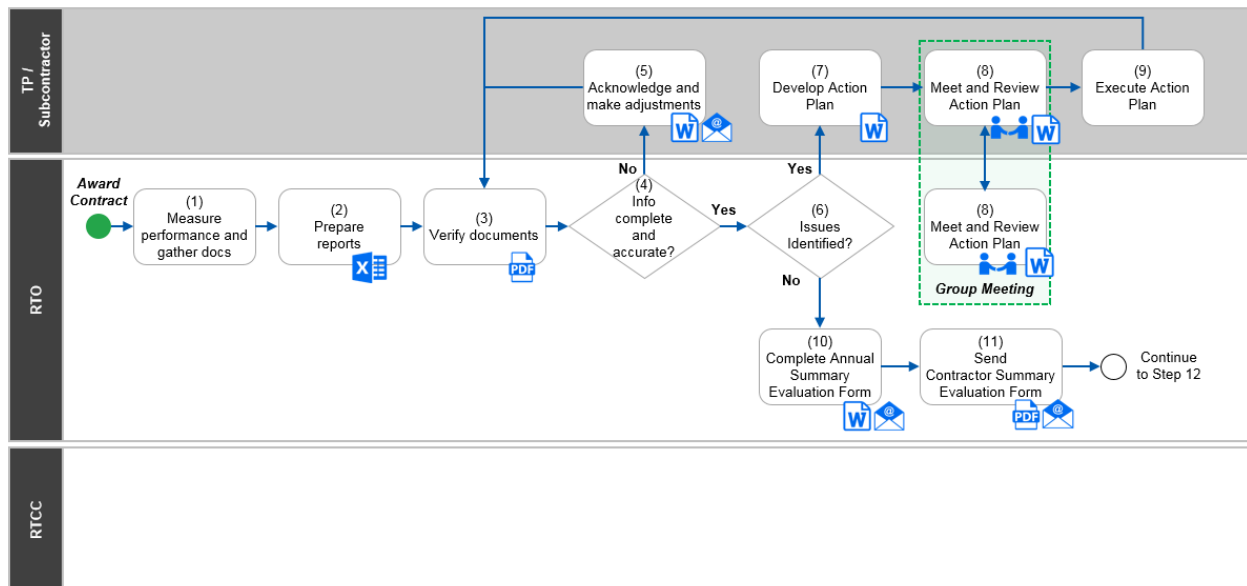 TP /
Subcontractor
(5)
Acknowledge and
make adjustments
W
@
(7)
Develop Action
Plan
W
(8)
Meet and Review
Action Plan
W
(9)
Execute Action
Plan
RTO
Award
Contract
(1)
Measure
performance and
gather docs
(2)
Prepare
reports
X
(3)
Verify documents
PDF
No
(4)
Info
complete
and
accurate?
Yes
Yes
(6)
Issues
Identified?
No
(8)
Meet and Review
Action Plan
W
Group Meeting
(10)
Complete Annual
Summary
Evaluation Form
W
@
(11)
Send
Contractor Summary
Evaluation Form
PDF
@
Continue
to Step 12
RTCC